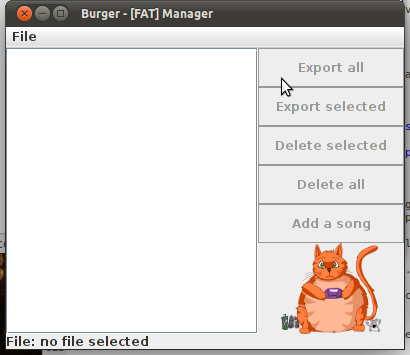 Burger - [FAT] Manager
File
Export all
Export selected
Delete selected
Delete all
Add a song
File: no file selected